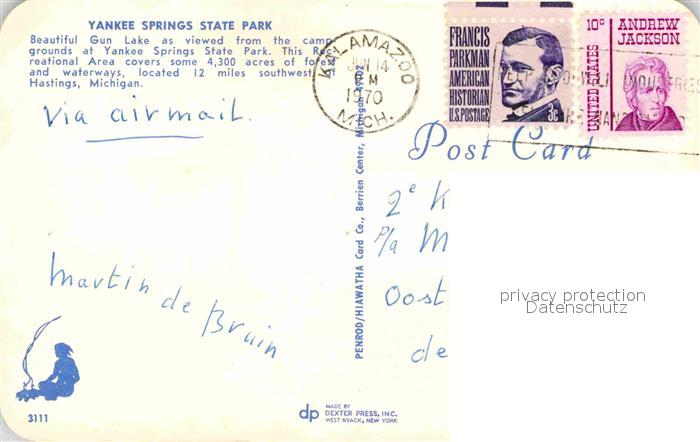 YANKEE SPRINGS STATE PARK
Beautiful Gun Lake as viewed from the camp
grounds at Yankee Springs State Park. This Rec-
reational Area covers some 4,300 acres of forest
and waterways, located 12 miles southwest
Hastings, Michigan.
KALAMAZOO
JUN 14
PM
1970
MICH.
FRANCIS
PARKMAN
AMERICAN
HISTORIAN
U.S. POSTAGE
3c
10c ANDREW
JACKSON
UNITED STATES
INDUSTRIES
via airmail.
Post Card
2e K
P/a M
Oost
de
Martin de Bruin
PENROD/HIAWATHA Card Co., Berrien Center, Michigan 49102
privacy protection
Datenschutz
3111
dp
MADE BY
DEXTER PRESS, INC.
WEST NYACK, NEW YORK